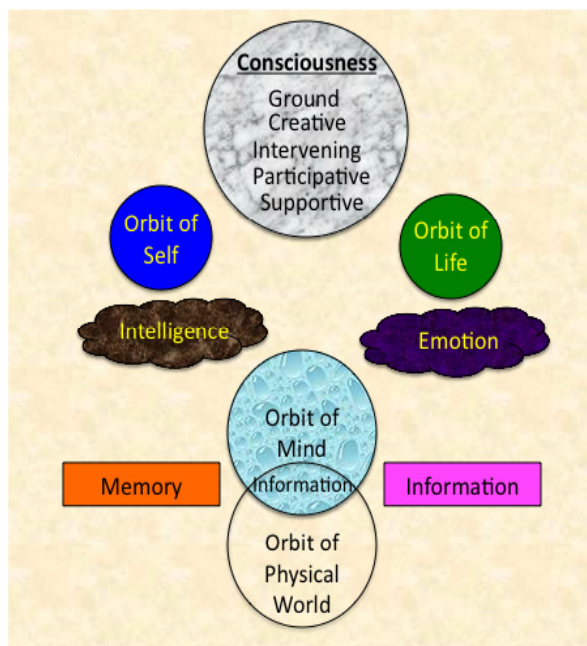 Consciousness
Ground
Creative
Intervening
Participative
Supportive
Orbit of
Self
Orbit of
Life
Intelligence
Emotion
Orbit of
Mind
Information
Memory
Information
Orbit of
Physical
World